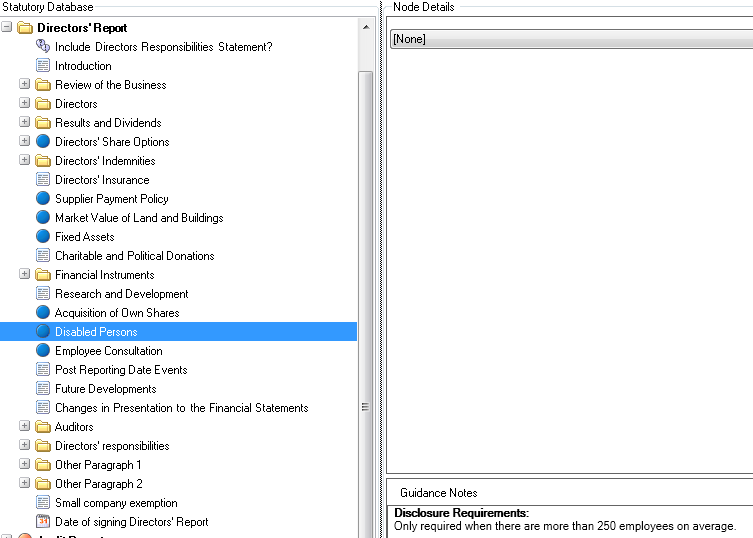 Statutory Database
Directors' Report
Include Directors Responsibilities Statement?
Introduction
Review of the Business
Directors
Results and Dividends
Directors' Share Options
Directors' Indemnities
Directors' Insurance
Supplier Payment Policy
Market Value of Land and Buildings
Fixed Assets
Charitable and Political Donations
Financial Instruments
Research and Development
Acquisition of Own Shares
Disabled Persons
Employee Consultation
Post Reporting Date Events
Future Developments
Changes in Presentation to the Financial Statements
Auditors
Directors' responsibilities
Other Paragraph 1
Other Paragraph 2
Small company exemption
31 Date of signing Directors' Report
Node Details
[None]
Guidance Notes
Disclosure Requirements:
Only required when there are more than 250 employees on average.